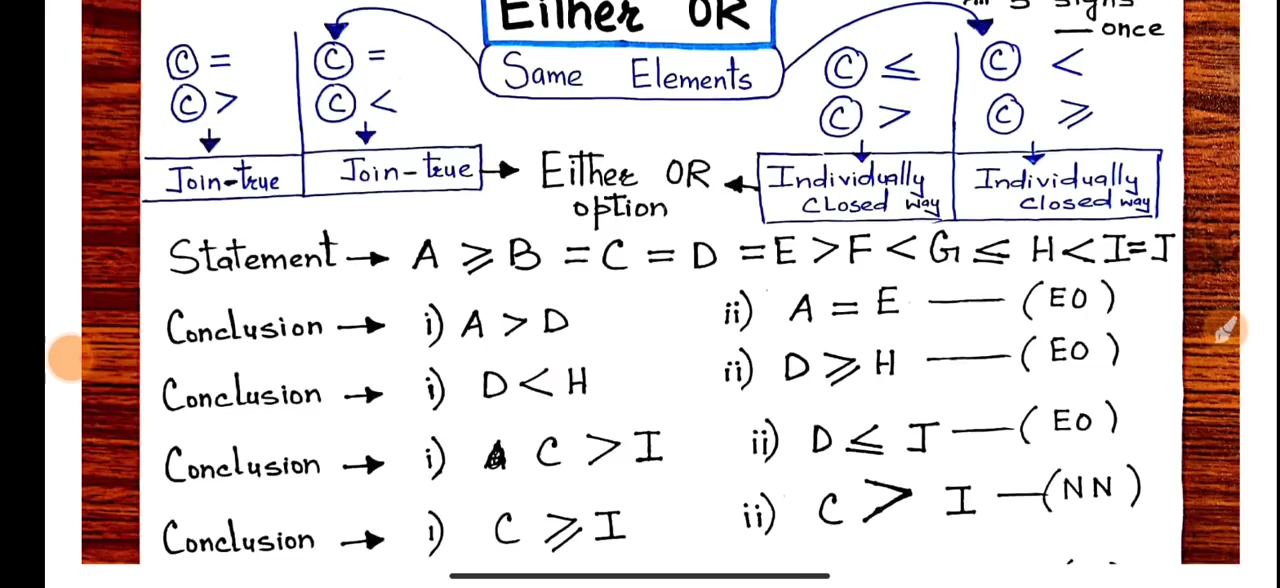 Either OR
signs
once
Same Elements
© =
© >
Join-true
© =
© <
Join-true
© ≤
© >
Individually closed way
© <
© ≥
Individually closed way
Either OR option
Statement → A ≥ B = C = D = E > F < G ≤ H < I = J
Conclusion → i) A > D ii) A = E — (EO)
Conclusion → i) D < H ii) D ≥ H — (EO)
Conclusion → i) C > I ii) D ≤ J — (EO)
Conclusion → i) C ≥ I ii) C > I — (NN)